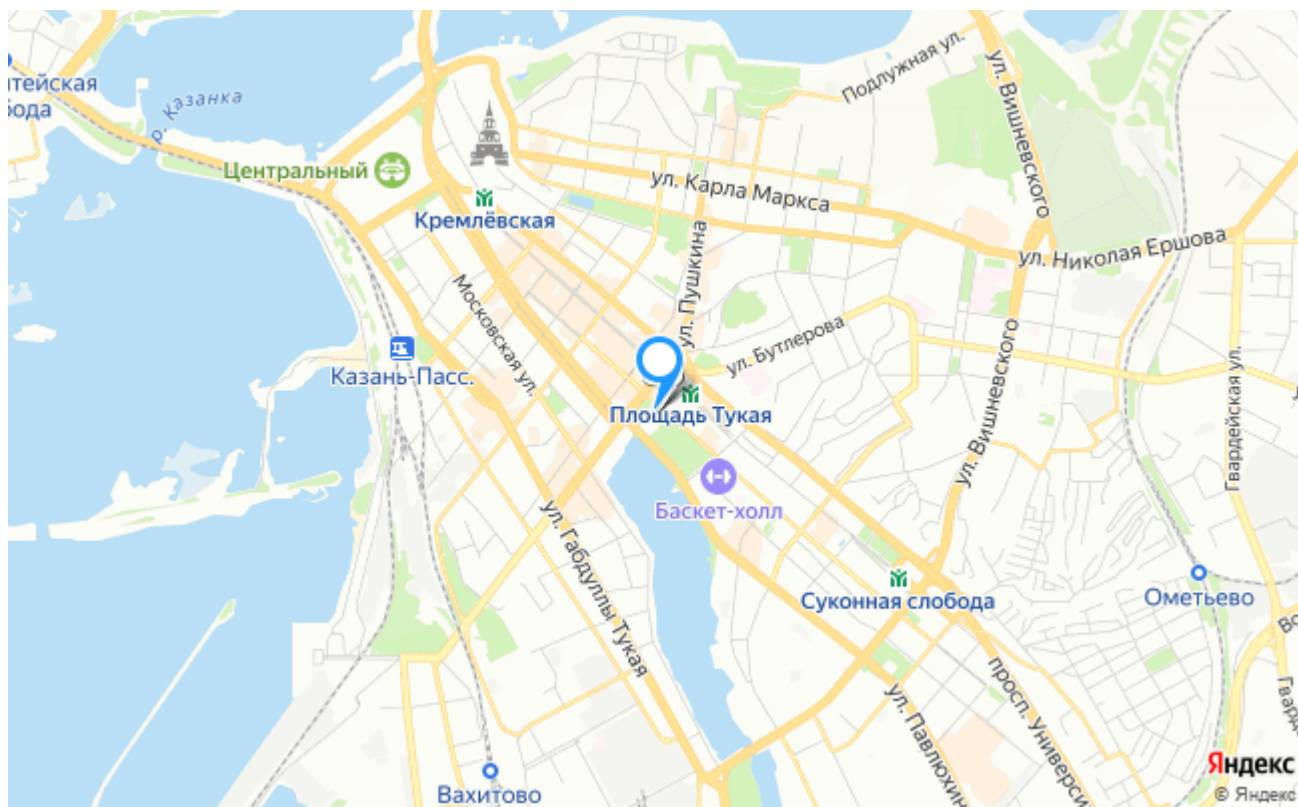 тейская
бода
р. Казанка
Центральный
Кремлёвская
Подлужная ул.
ул. Вишневского
ул. Карла Маркса
ул. Николая Ершова
ул. Пушкина
Московская ул.
Казань-Пасс.
ул. Бутлерова
Площадь Тукая
ул. Вишневского
Гвардейская ул.
Баскет-холл
ул. Габдуллы Тукая
Суконная слобода
Ометьево
просп. Универси
ул. Павлюхин
Гвард
Вахитово
Яндекс
© Яндекс